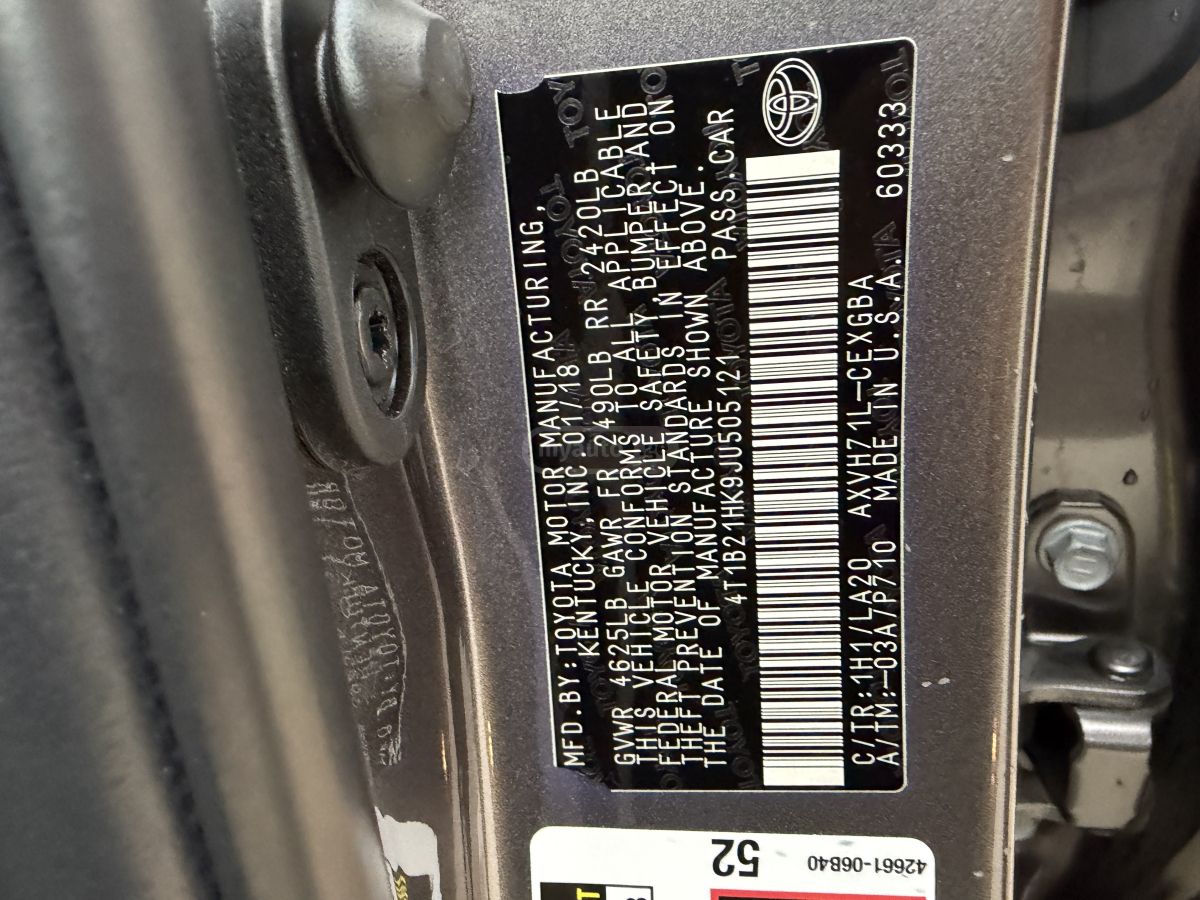 MFD.BY:TOYOTA MOTOR MANUFACTURING,
KENTUCKY,INC 01/18
GVWR 4625LB GAWR FR 2490LB RR 2420LB
THIS VEHICLE CONFORMS TO ALL APPLICABLE
FEDERAL MOTOR VEHICLE SAFETY, BUMPER, AND
THEFT PREVENTION STANDARDS IN EFFECT ON
THE DATE OF MANUFACTURE SHOWN ABOVE.
4T1B21HK9JU505121 PASS.CAR
C/TR:1H1/LA20 AXVH71L-CEXGBA
A/TM:-03A/P710 MADE IN U.S.A. 60333
52
42661-06B40